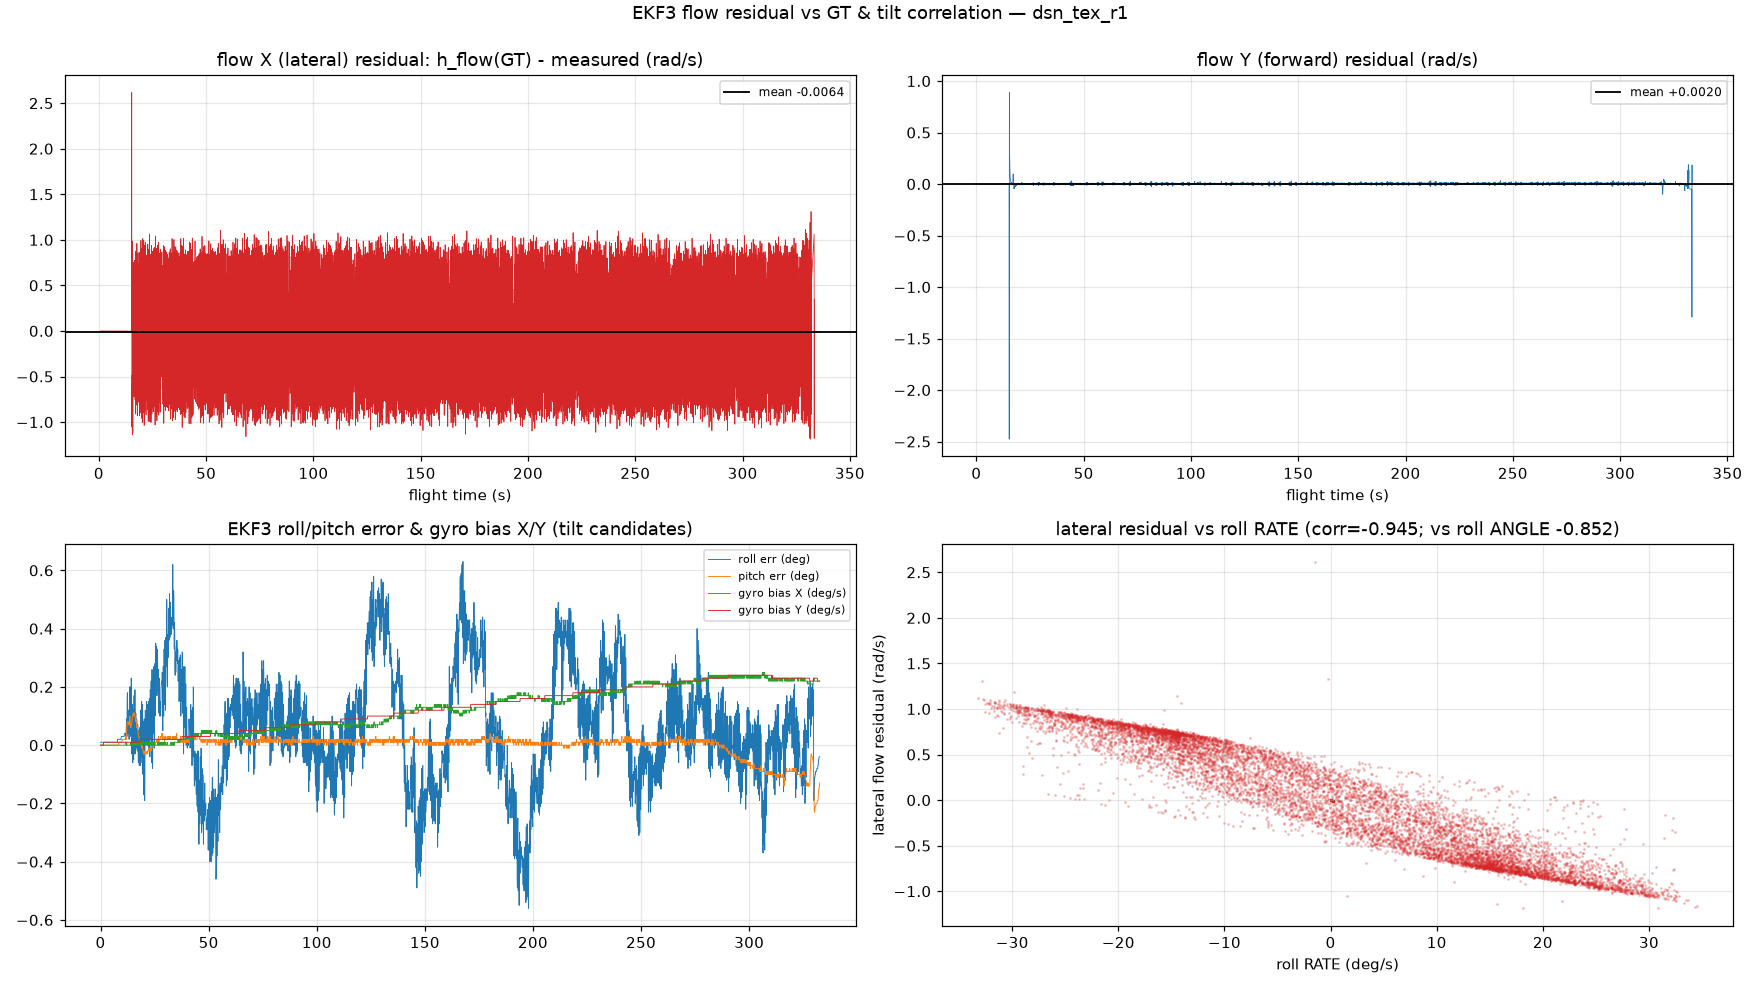 EKF3 flow residual vs GT & tilt correlation — dsn_tex_r1
flow X (lateral) residual: h_flow(GT) - measured (rad/s)
mean -0.0064
2.5
2.0
1.5
1.0
0.5
0.0
−0.5
−1.0
0 50 100 150 200 250 300 350
flight time (s)
flow Y (forward) residual (rad/s)
mean +0.0020
1.0
0.5
0.0
−0.5
−1.0
−1.5
−2.0
−2.5
0 50 100 150 200 250 300 350
flight time (s)
EKF3 roll/pitch error & gyro bias X/Y (tilt candidates)
roll err (deg)
pitch err (deg)
gyro bias X (deg/s)
gyro bias Y (deg/s)
0.6
0.4
0.2
0.0
−0.2
−0.4
−0.6
0 50 100 150 200 250 300
lateral residual vs roll RATE (corr=-0.945; vs roll ANGLE -0.852)
lateral flow residual (rad/s)
2.5
2.0
1.5
1.0
0.5
0.0
−0.5
−1.0
−30 −20 −10 0 10 20 30
roll RATE (deg/s)